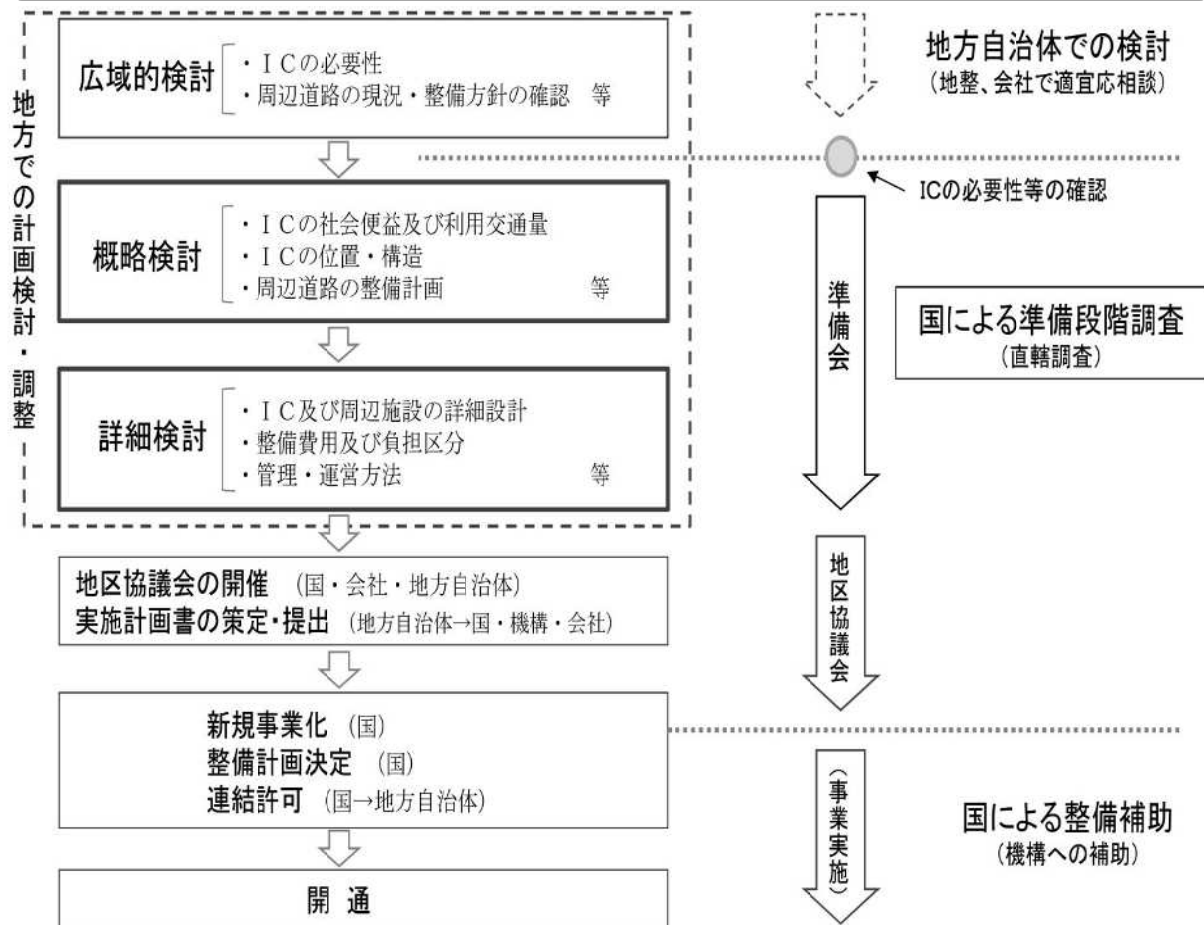 地方での計画検討・調整
広域的検討
・ＩＣの必要性
・周辺道路の現況・整備方針の確認　等
概略検討
・ＩＣの社会便益及び利用交通量
・ＩＣの位置・構造
・周辺道路の整備計画　等
詳細検討
・ＩＣ及び周辺施設の詳細設計
・整備費用及び負担区分
・管理・運営方法　等
地区協議会の開催　(国・会社・地方自治体)
実施計画書の策定・提出　(地方自治体→国・機構・会社)
新規事業化　(国)
整備計画決定　(国)
連結許可　(国→地方自治体)
開　通
地方自治体での検討
(地整、会社で適宜応相談)
ICの必要性等の確認
準備会
国による準備段階調査
(直轄調査)
地区協議会
(事業実施)
国による整備補助
(機構への補助)